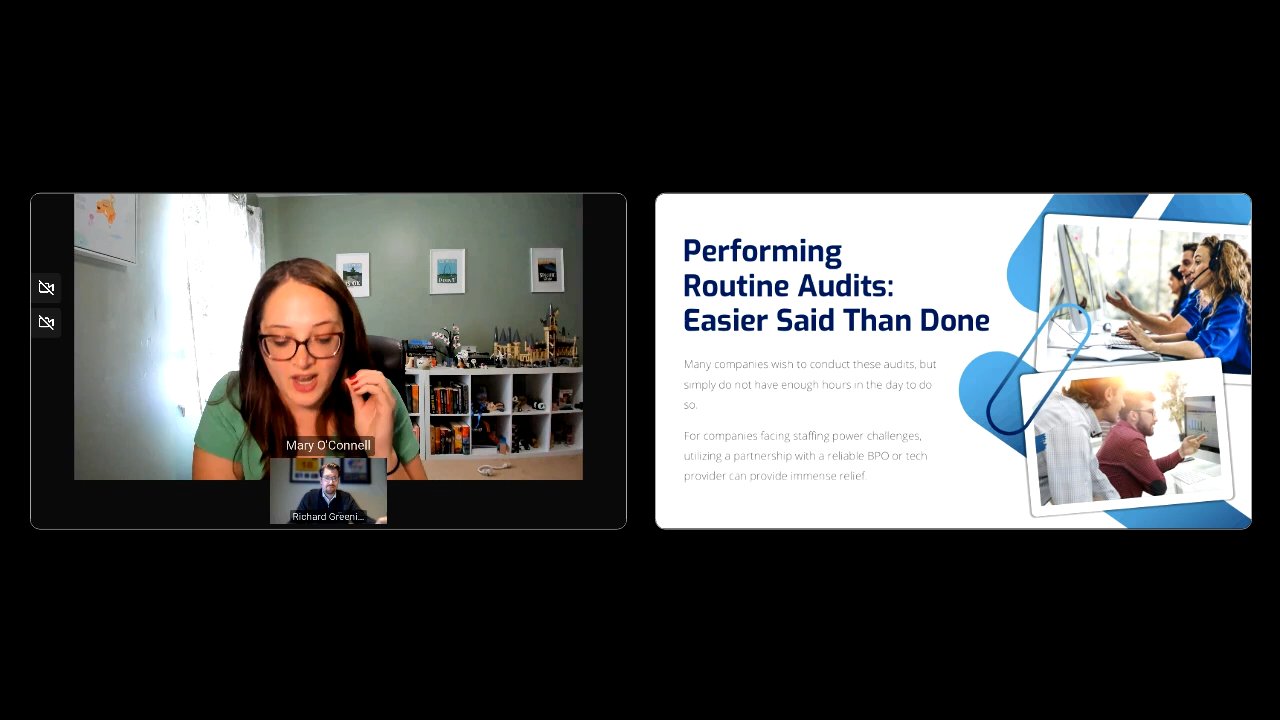 Mary O'Connell
Richard Greeni...
Performing
Routine Audits:
Easier Said Than Done
Many companies wish to conduct these audits, but
simply do not have enough hours in the day to do
so.
For companies facing staffing power challenges,
utilizing a partnership with a reliable BPO or tech
provider can provide immense relief.